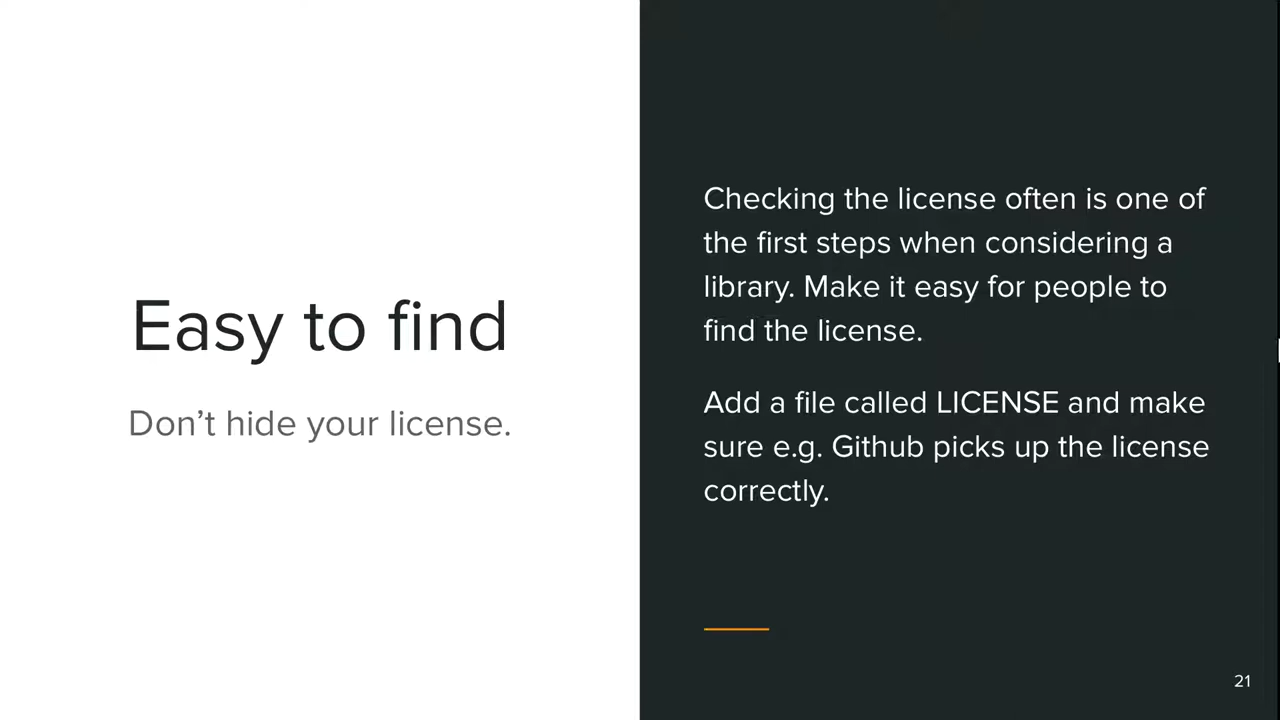 Easy to find
Don’t hide your license.
Checking the license often is one of
the first steps when considering a
library. Make it easy for people to
find the license.
Add a file called LICENSE and make
sure e.g. Github picks up the license
correctly.
21